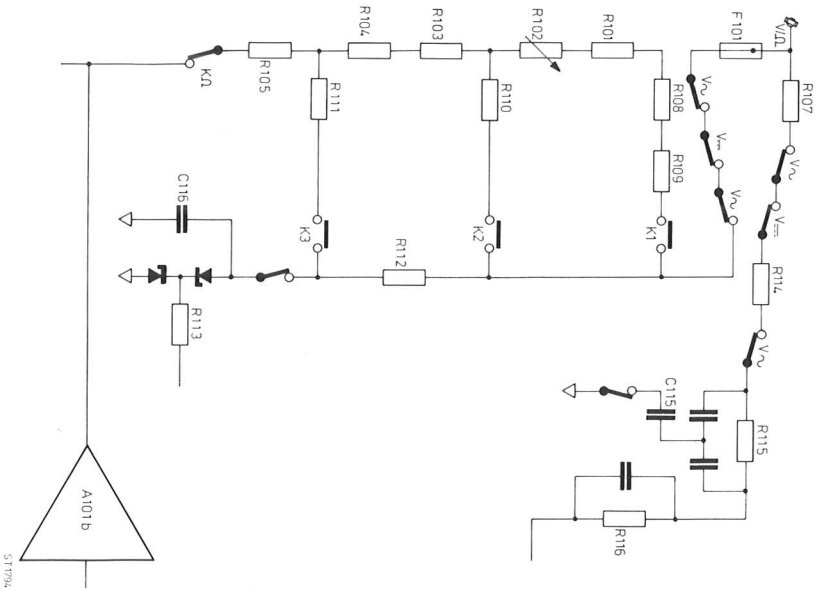 V/Ω
F101
R107
R101
R102
R103
R104
R105
KΩ
R108
V~
V~
R111
R110
V⎓
V⎓
R109
V~
C116
K3
K2
K1
R112
R114
R113
V~
C115
R115
R116
A101b
ST1794